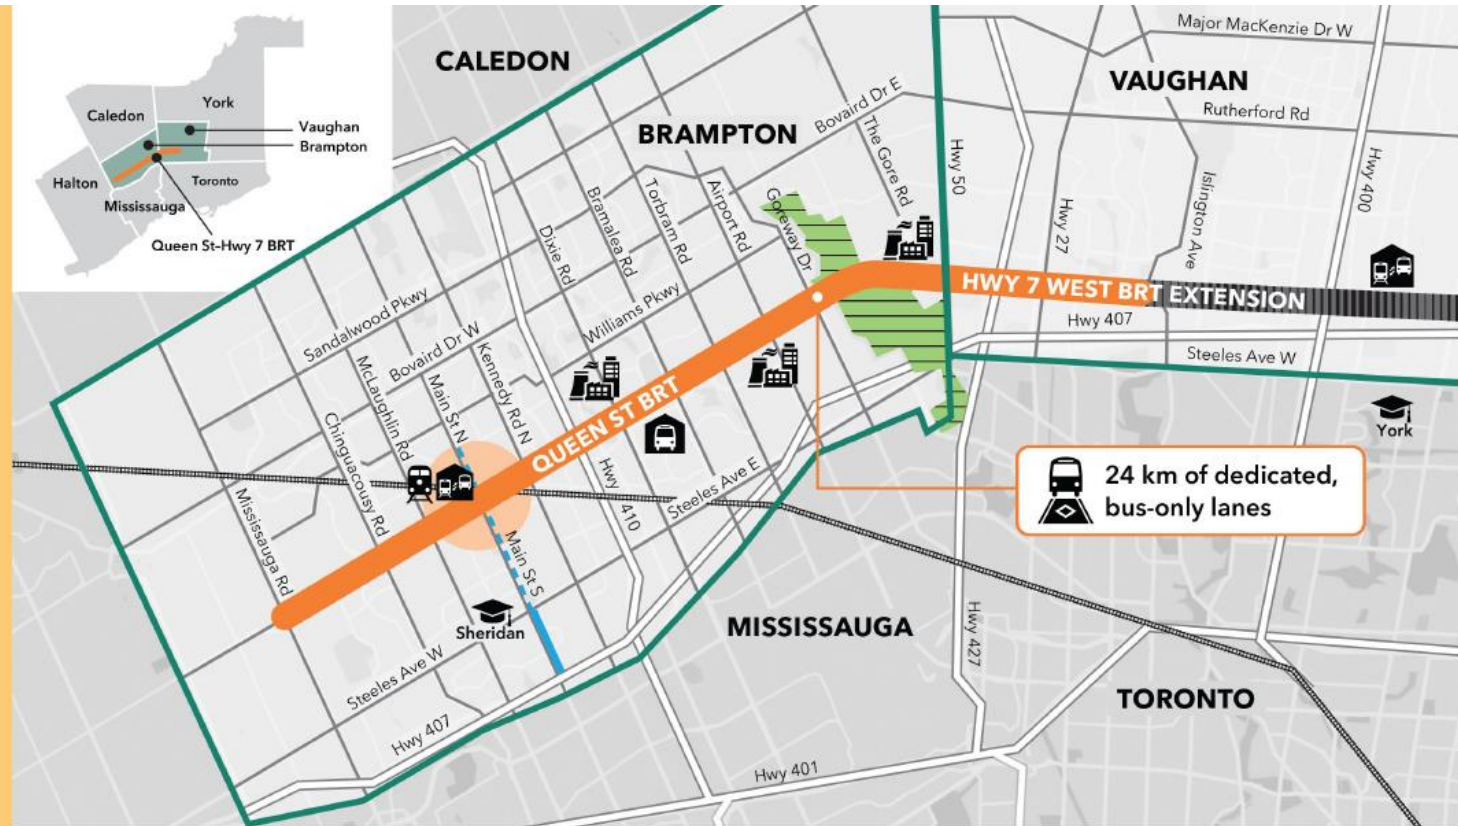 CALEDON
VAUGHAN
BRAMPTON
MISSISSAUGA
TORONTO
York
Caledon
Vaughan
Brampton
Halton
Toronto
Mississauga
Queen St-Hwy 7 BRT
Major MacKenzie Dr W
Rutherford Rd
Bovaird Dr E
The Gore Rd
Hwy 50
Hwy 27
Islington Ave
Hwy 400
Goreway Dr
Airport Rd
Torbram Rd
Bramalea Rd
Dixie Rd
Williams Pkwy
Sandalwood Pkwy
Bovaird Dr W
Kennedy Rd N
Main St N
McLaughlin Rd
Chinguacousy Rd
Mississauga Rd
QUEEN ST BRT
HWY 7 WEST BRT EXTENSION
Hwy 407
Steeles Ave W
York
24 km of dedicated,
bus-only lanes
Hwy 410
Steeles Ave E
Main St S
Sheridan
Steeles Ave W
Hwy 407
Hwy 427
Hwy 401